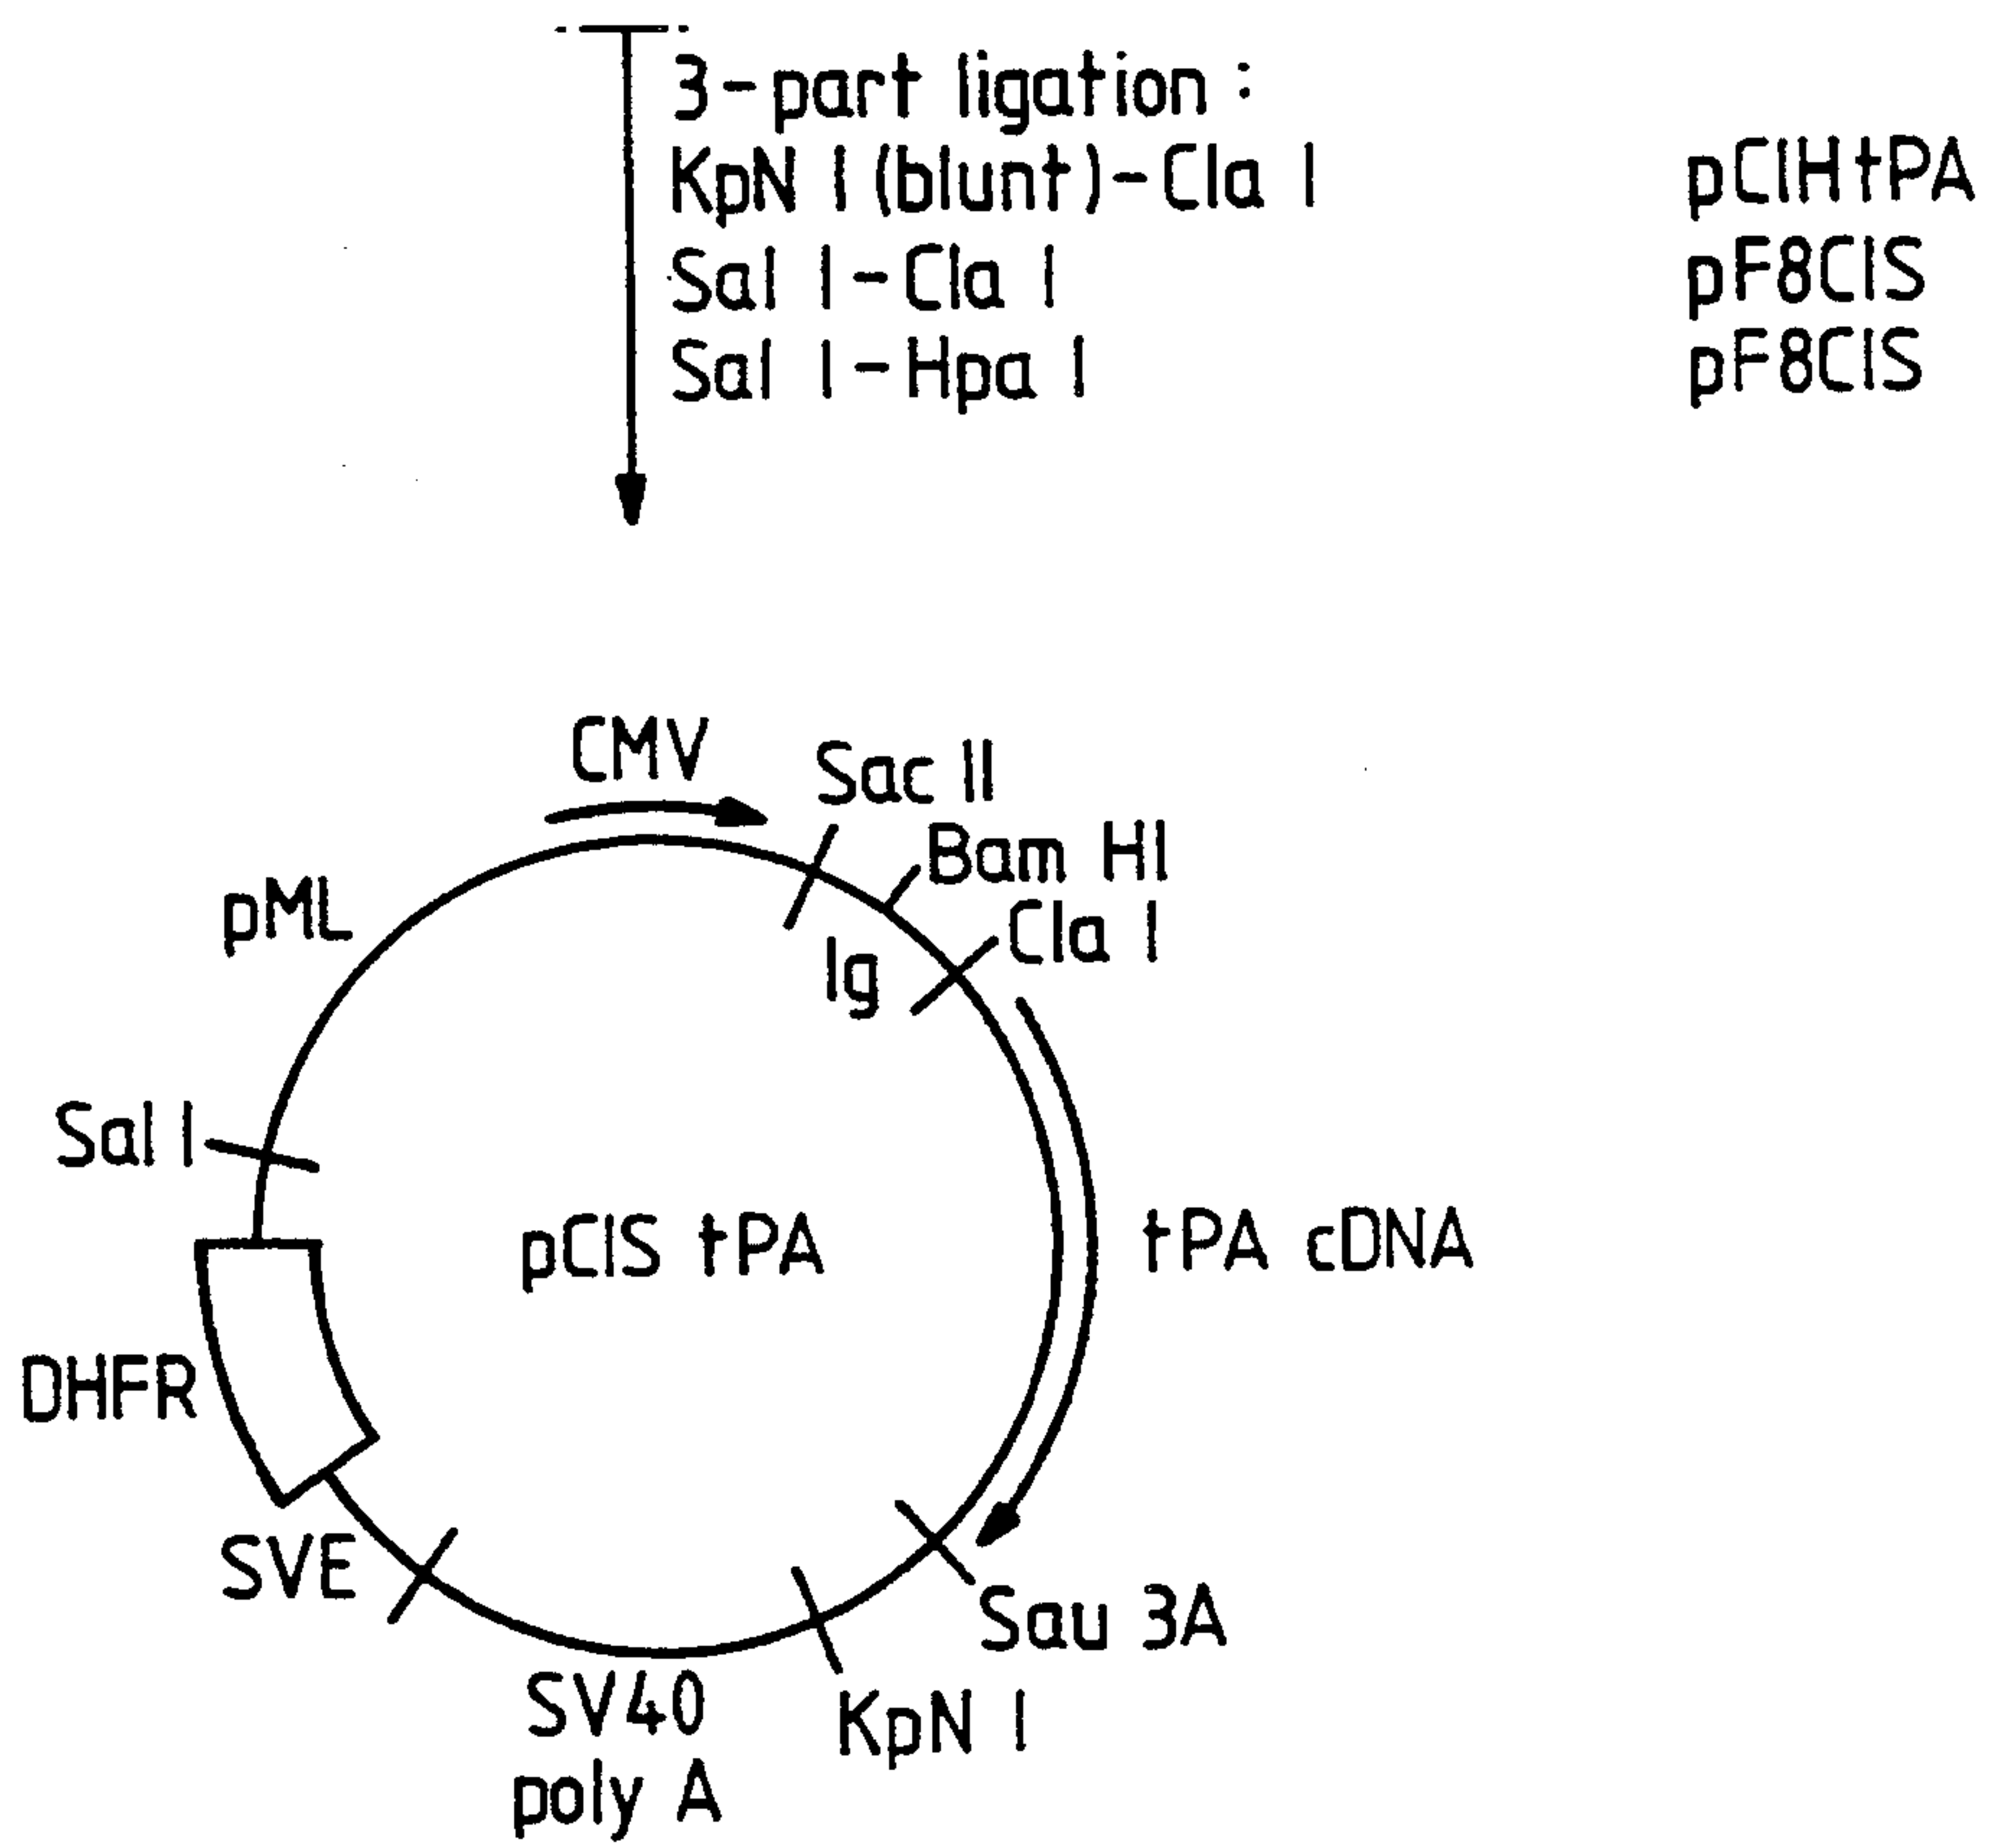 3-part ligation :
KpN I (blunt)-Cla I pCIHtPA
Sal I-Cla I pF8CIS
Sal I-Hpa I pF8CIS
CMV
Sac II
Bam HI
pML
Cla I
Ig
Sal I
pCIS tPA
tPA cDNA
DHFR
SVE
Sau 3A
SV40
KpN I
poly A